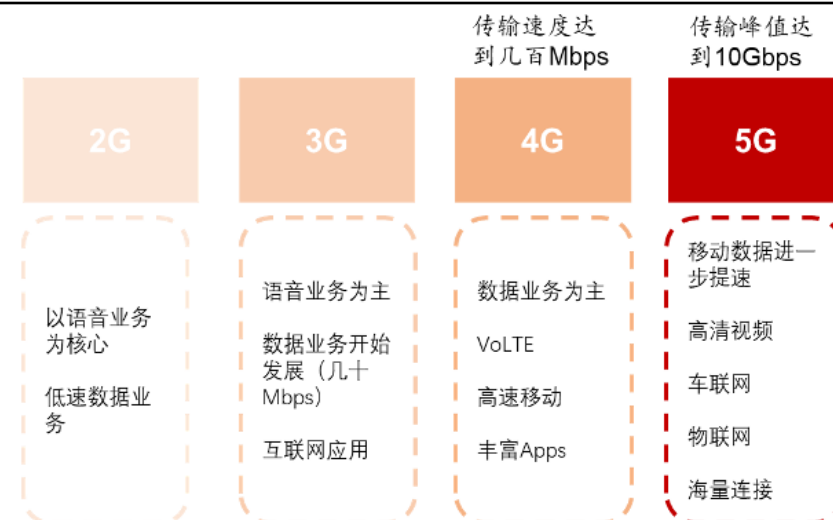 传输速度达
到几百Mbps
传输峰值达
到10Gbps
2G
3G
4G
5G
以语音业务
为核心
低速数据业
务
语音业务为主
数据业务开始
发展（几十
Mbps）
互联网应用
数据业务为主
VoLTE
高速移动
丰富Apps
移动数据进一
步提速
高清视频
车联网
物联网
海量连接